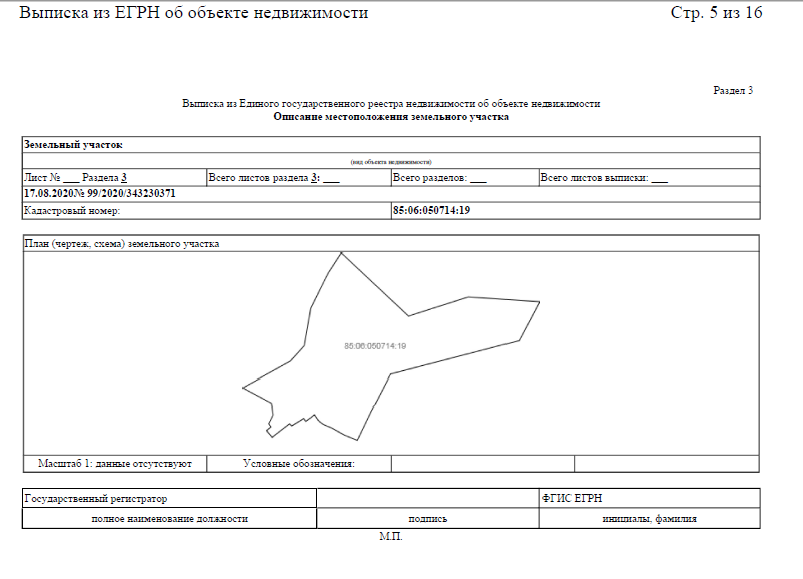 Выписка из ЕГРН об объекте недвижимости Стр. 5 из 16
Раздел 3
Выписка из Единого государственного реестра недвижимости об объекте недвижимости
Описание местоположения земельного участка
Земельный участок
(вид объекта недвижимости)
Лист № ___ Раздела 3 Всего листов раздела 3: ___ Всего разделов: ___ Всего листов выписки: ___
17.08.2020№ 99/2020/343230371
Кадастровый номер: 85:06:050714:19
План (чертеж, схема) земельного участка
85:06:050714:19
Масштаб 1: данные отсутствуют Условные обозначения:
Государственный регистратор ФГИС ЕГРН
полное наименование должности подпись инициалы, фамилия
М.П.